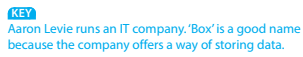 KEY
Aaron Levie runs an IT company. ‘Box’ is a good name
because the company offers a way of storing data.